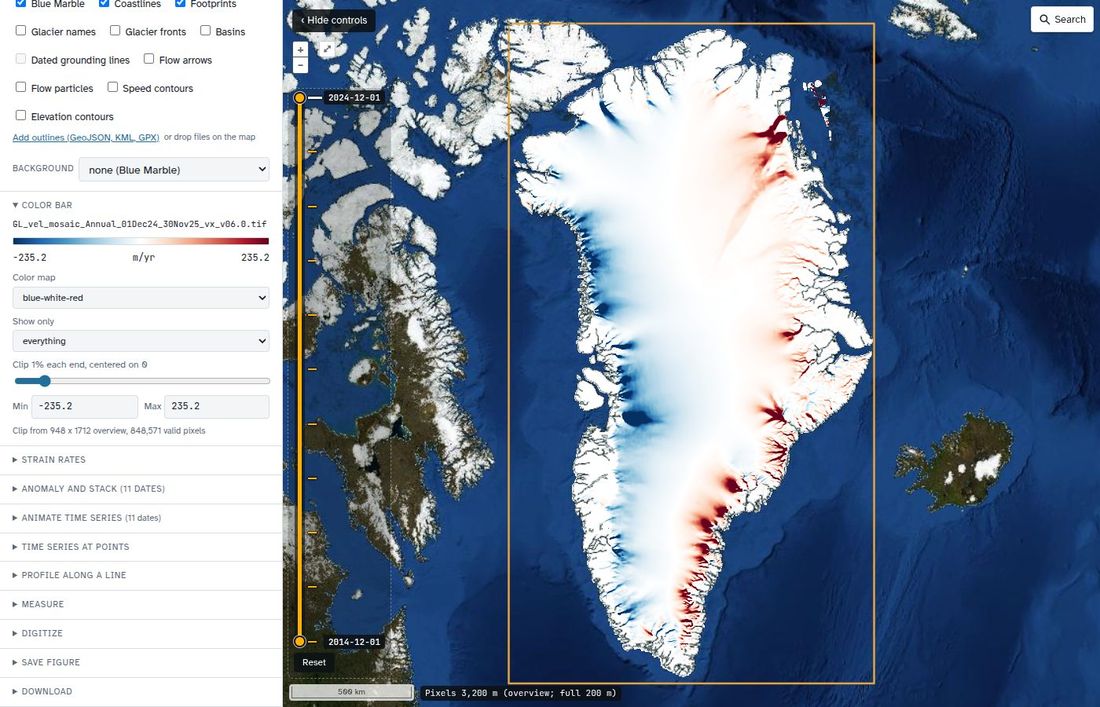 Blue Marble Coastlines Footprints
Glacier names Glacier fronts Basins
Dated grounding lines Flow arrows
Flow particles Speed contours
Elevation contours
Add outlines (GeoJSON, KML, GPX) or drop files on the map
BACKGROUND none (Blue Marble)
▼ COLOR BAR
GL_vel_mosaic_Annual_01Dec24_30Nov25_vx_v06.0.tif
-235.2 m/yr 235.2
Color map
blue-white-red
Show only
everything
Clip 1% each end, centered on 0
Min -235.2 Max 235.2
Clip from 948 x 1712 overview, 848,571 valid pixels
▶ STRAIN RATES
▶ ANOMALY AND STACK (11 DATES)
▶ ANIMATE TIME SERIES (11 dates)
▶ TIME SERIES AT POINTS
▶ PROFILE ALONG A LINE
▶ MEASURE
▶ DIGITIZE
▶ SAVE FIGURE
▶ DOWNLOAD
‹ Hide controls
+
−
2024-12-01
2014-12-01
Reset
500 km
Pixels 3,200 m (overview; full 200 m)
Search